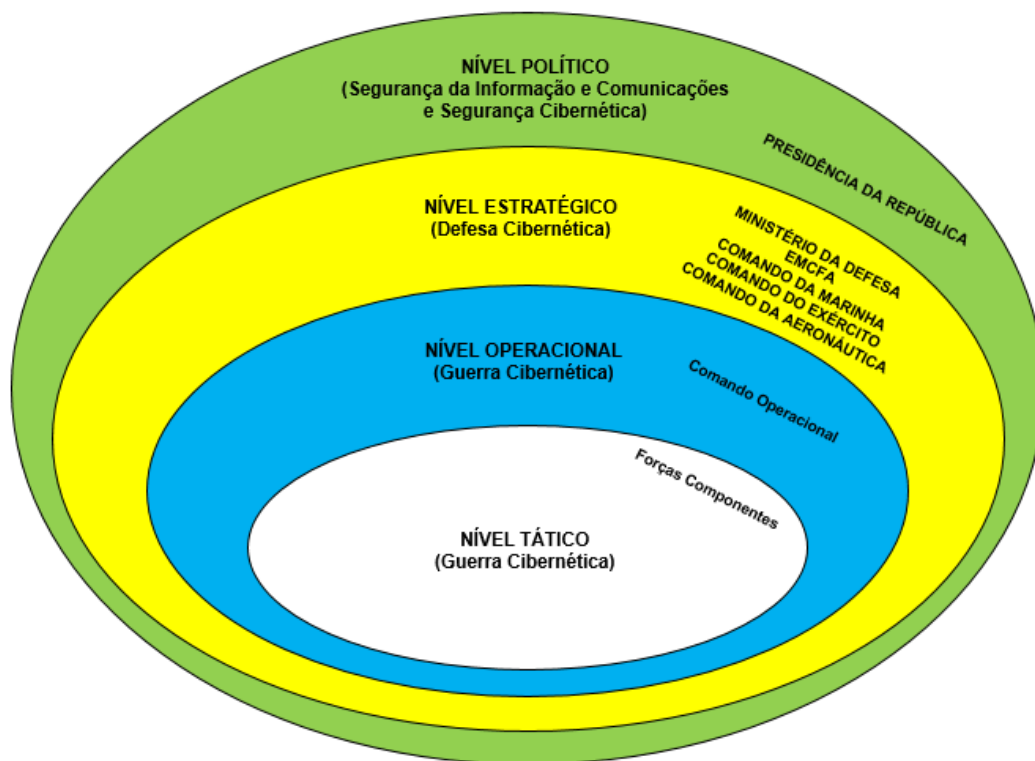 NÍVEL POLÍTICO
(Segurança da Informação e Comunicações
e Segurança Cibernética)
PRESIDÊNCIA DA REPÚBLICA
NÍVEL ESTRATÉGICO
(Defesa Cibernética)
MINISTÉRIO DA DEFESA
EMCFA
COMANDO DA MARINHA
COMANDO DO EXÉRCITO
COMANDO DA AERONÁUTICA
NÍVEL OPERACIONAL
(Guerra Cibernética)
Comando Operacional
Forças Componentes
NÍVEL TÁTICO
(Guerra Cibernética)